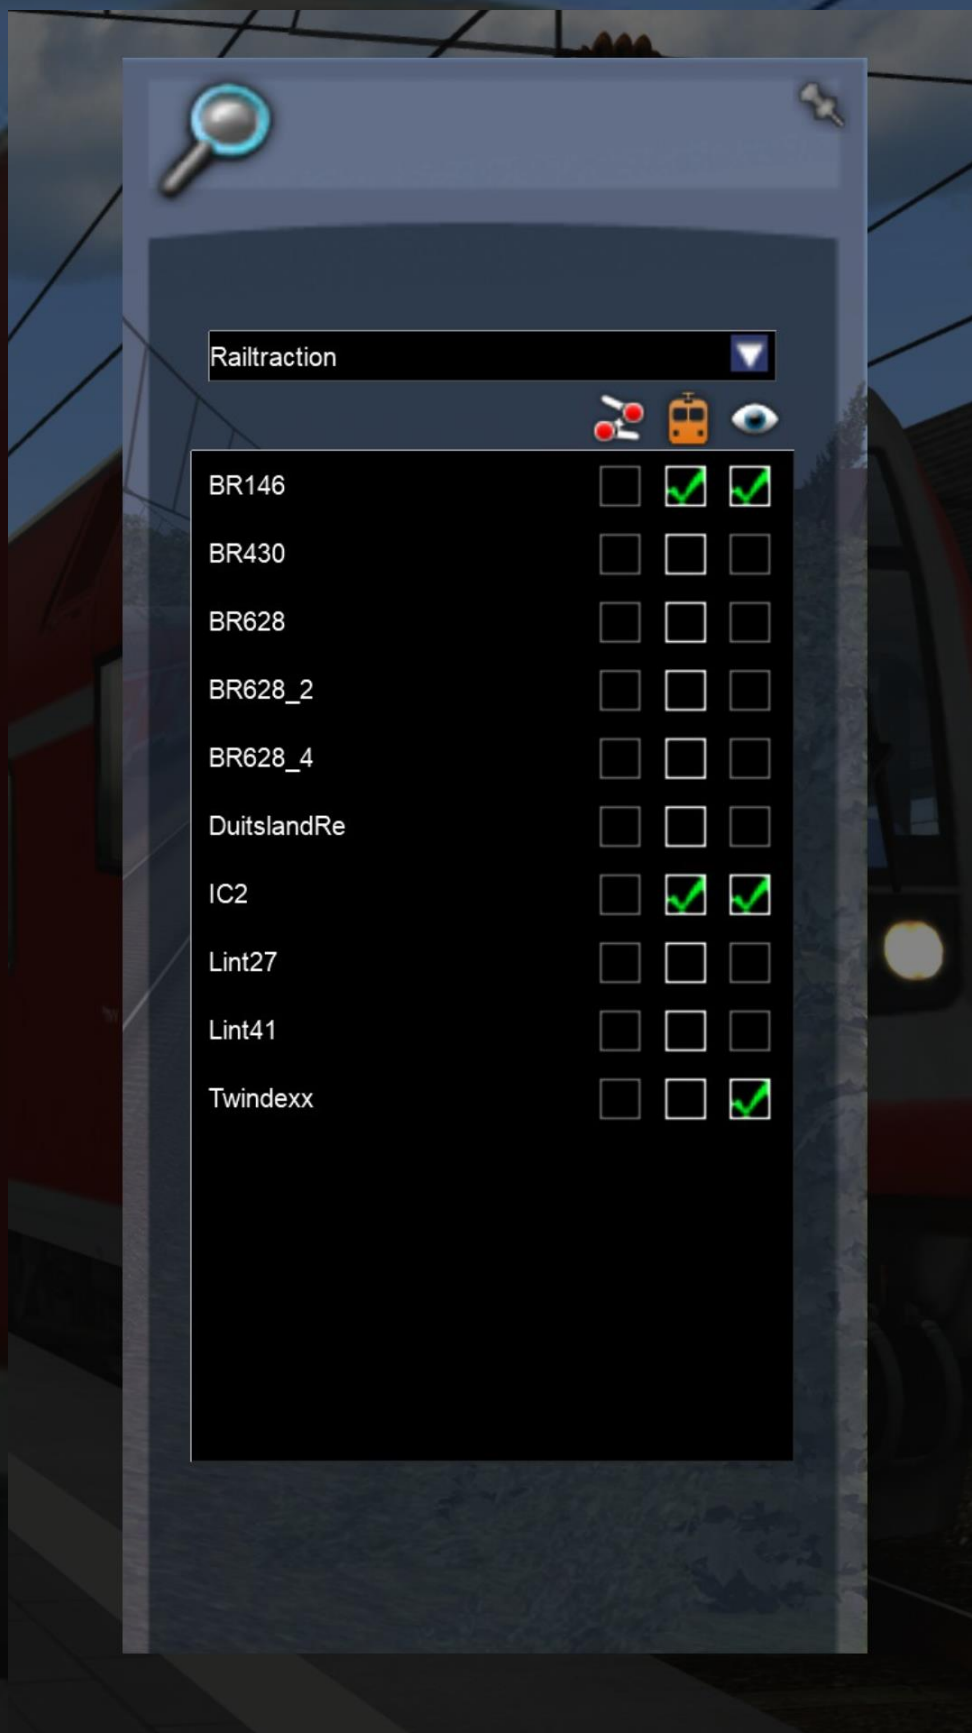 Railtraction
BR146
BR430
BR628
BR628_2
BR628_4
DuitslandRe
IC2
Lint27
Lint41
Twindexx